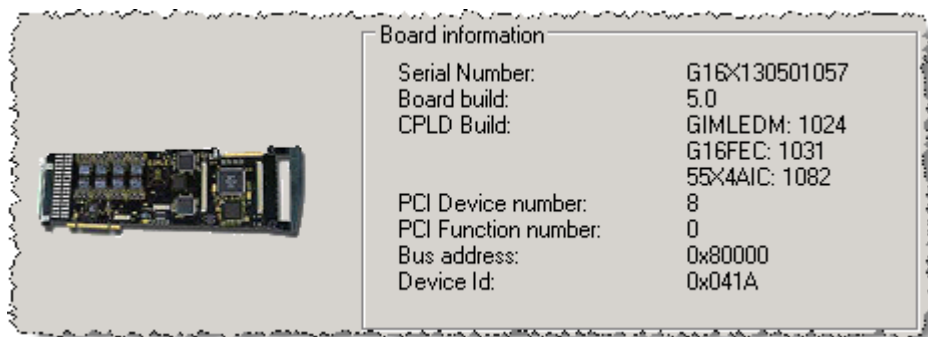 Board information
Serial Number: G16X130501057
Board build: 5.0
CPLD Build: GIMLEDM: 1024
G16FEC: 1031
55X4AIC: 1082
PCI Device number: 8
PCI Function number: 0
Bus address: 0x80000
Device Id: 0x041A